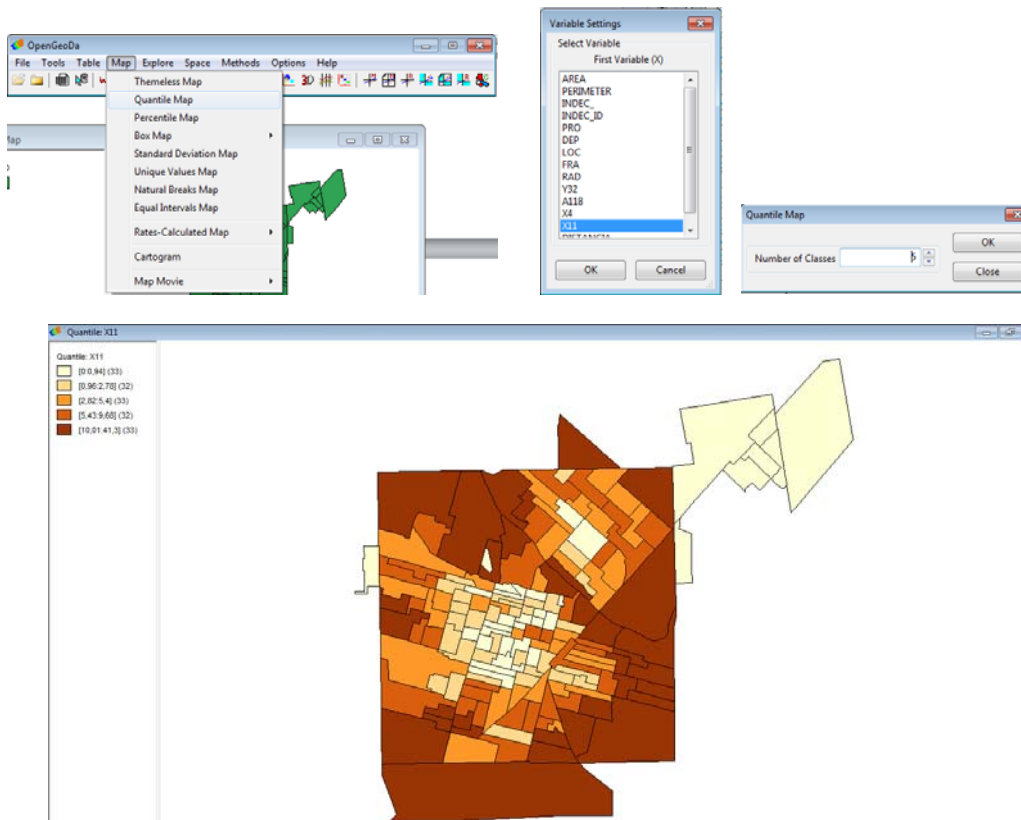 OpenGeoDa
File Tools Table Map Explore Space Methods Options Help
3D
Themeless Map
Quantile Map
Percentile Map
Box Map
Standard Deviation Map
Unique Values Map
Natural Breaks Map
Equal Intervals Map
Rates-Calculated Map
Cartogram
Map Movie
Map
Variable Settings
Select Variable
First Variable (X)
AREA
PERIMETER
INDEC_
INDEC_ID
PRO
DEP
LOC
FRA
RAD
Y32
A118
X4
X11
DISTANCIA
OK Cancel
Quantile Map
Number of Classes 5
OK
Close
Quantile: X11
Quantile: X11
[0:0,94] (33)
[0,96:2,78] (32)
[2,82:5,4] (33)
[5,43:9,68] (32)
[10,01:41,3] (33)